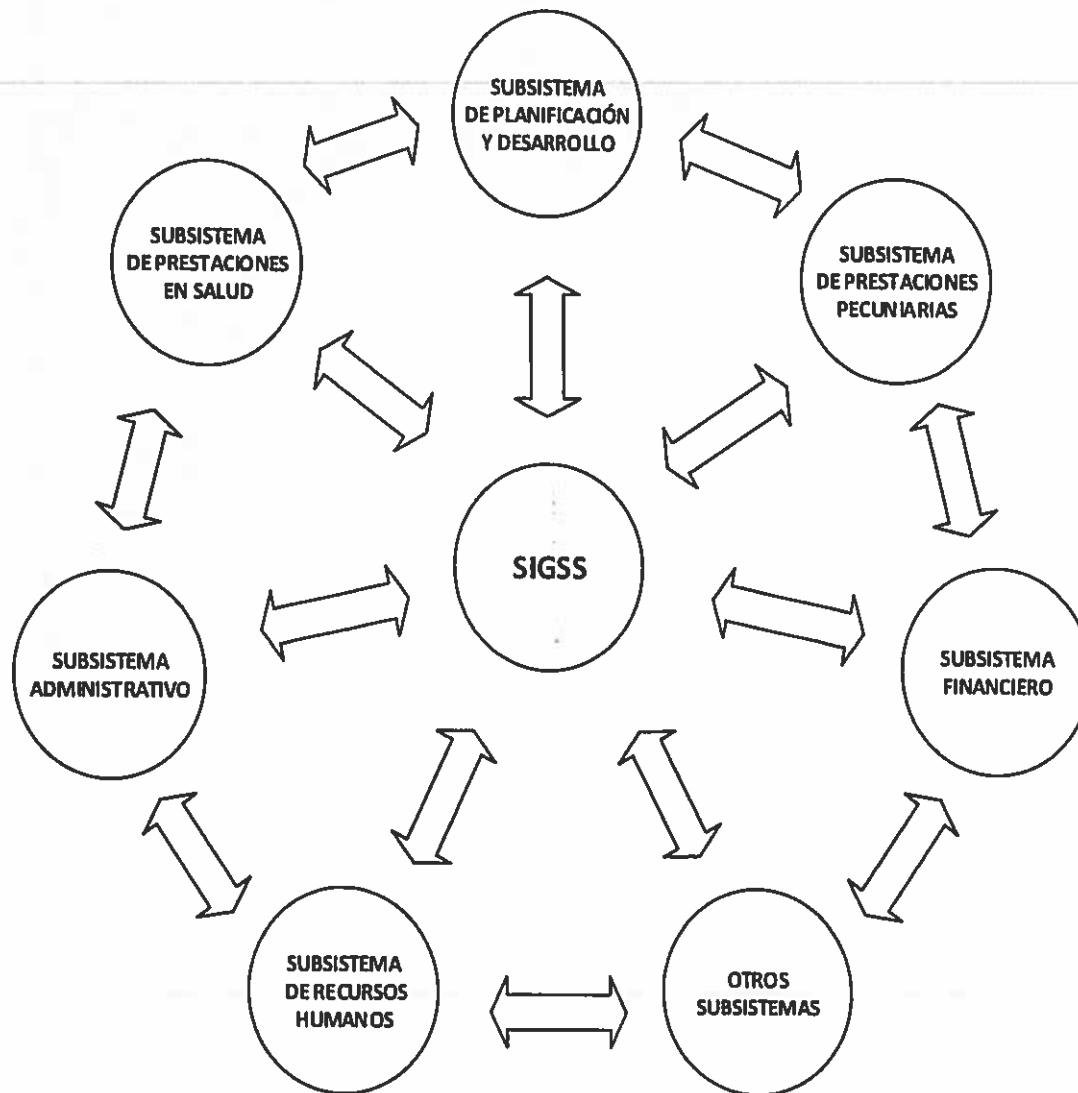 SUBSISTEMA
DE PLANIFICACIÓN
Y DESARROLLO
SUBSISTEMA
DE PRESTACIONES
EN SALUD
SUBSISTEMA
DE PRESTACIONES
PECUNIARIAS
SIGSS
SUBSISTEMA
ADMINISTRATIVO
SUBSISTEMA
FINANCIERO
SUBSISTEMA
DE RECURSOS
HUMANOS
OTROS
SUBSISTEMAS